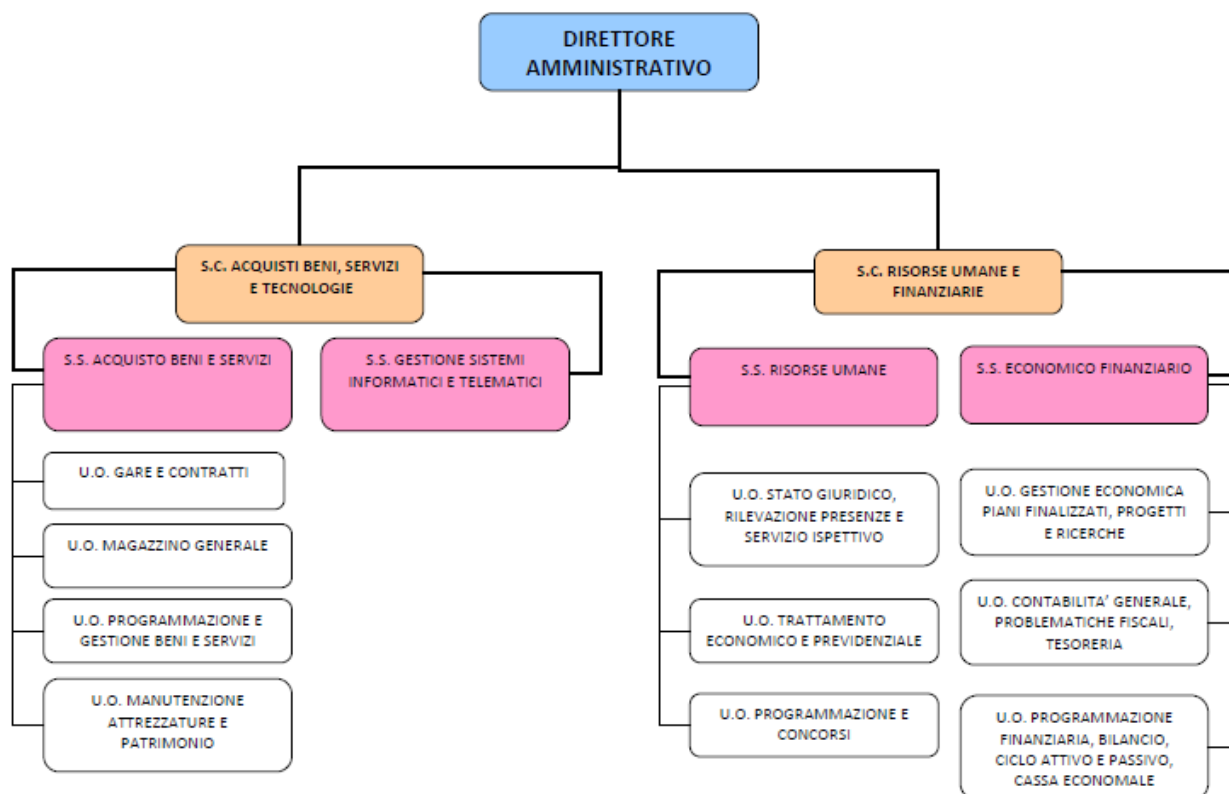 DIRETTORE
AMMINISTRATIVO
S.C. ACQUISTI BENI, SERVIZI
E TECNOLOGIE
S.C. RISORSE UMANE E
FINANZIARIE
S.S. ACQUISTO BENI E SERVIZI
S.S. GESTIONE SISTEMI
INFORMATICI E TELEMATICI
S.S. RISORSE UMANE
S.S. ECONOMICO FINANZIARIO
U.O. GARE E CONTRATTI
U.O. MAGAZZINO GENERALE
U.O. PROGRAMMAZIONE E
GESTIONE BENI E SERVIZI
U.O. MANUTENZIONE
ATTREZZATURE E
PATRIMONIO
U.O. STATO GIURIDICO,
RILEVAZIONE PRESENZE E
SERVIZIO ISPETTIVO
U.O. TRATTAMENTO
ECONOMICO E PREVIDENZIALE
U.O. PROGRAMMAZIONE E
CONCORSI
U.O. GESTIONE ECONOMICA
PIANI FINALIZZATI, PROGETTI
E RICERCHE
U.O. CONTABILITA’ GENERALE,
PROBLEMATICHE FISCALI,
TESORERIA
U.O. PROGRAMMAZIONE
FINANZIARIA, BILANCIO,
CICLO ATTIVO E PASSIVO,
CASSA ECONOMALE